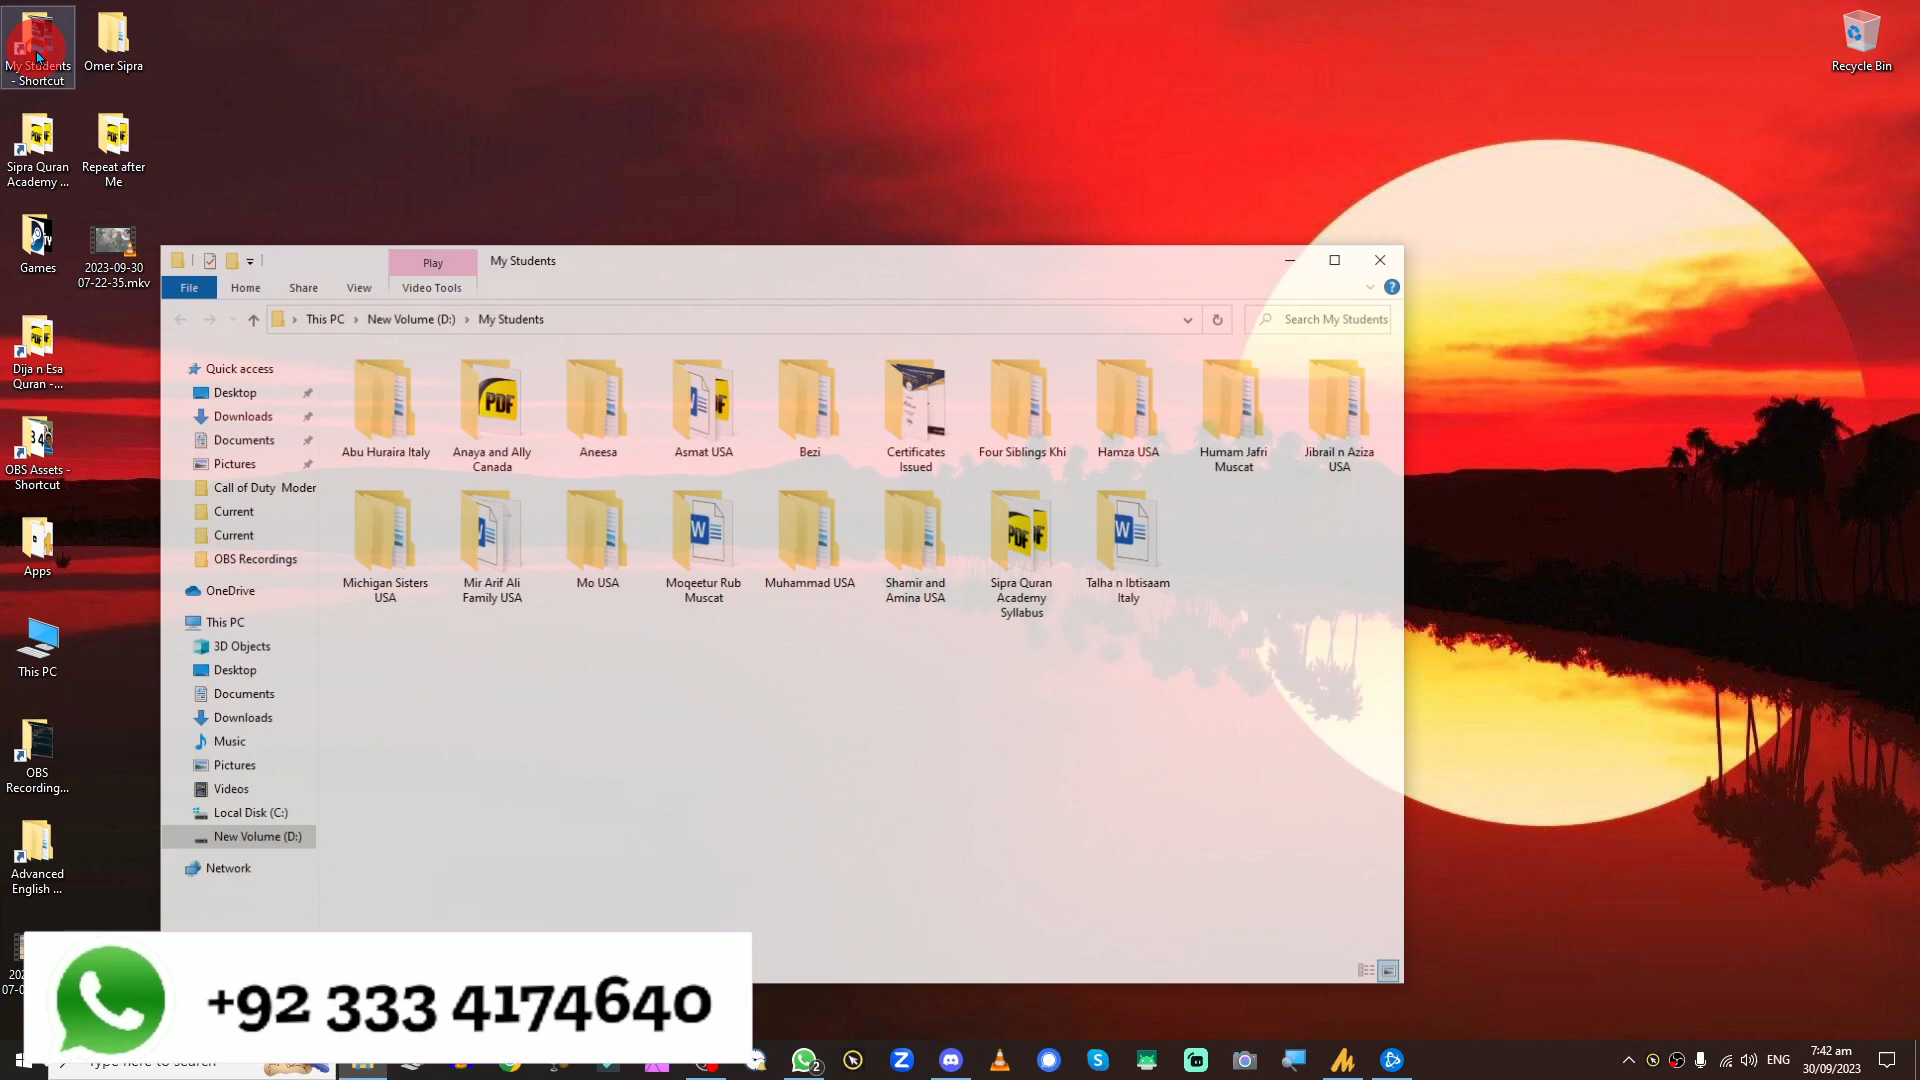 My Students
- Shortcut
Omer Sipra
Recycle Bin
Sipra Quran
Academy ...
Repeat after
Me
Games
2023-09-30
07-22-35.mkv
Dija n Esa
Quran -...
OBS Assets -
Shortcut
Apps
This PC
OBS
Recording...
Advanced
English ...
Play
My Students
File
Home
Share
View
Video Tools
This PC
New Volume (D:)
My Students
Search My Students
Quick access
Desktop
Downloads
Documents
Pictures
Call of Duty Moder
Current
Current
OBS Recordings
OneDrive
This PC
3D Objects
Desktop
Documents
Downloads
Music
Pictures
Videos
Local Disk (C:)
New Volume (D:)
Network
Abu Huraira Italy
Anaya and Ally
Canada
Aneesa
Asmat USA
Bezi
Certificates
Issued
Four Siblings Khi
Hamza USA
Humam Jafri
Muscat
Jibrail n Aziza
USA
Michigan Sisters
USA
Mir Arif Ali
Family USA
Mo USA
Moqeetur Rub
Muscat
Muhammad USA
Shamir and
Amina USA
Sipra Quran
Academy
Syllabus
Talha n Ibtisaam
Italy
+92 333 4174640
Type here to search
2
ENG
7:42 am
30/09/2023